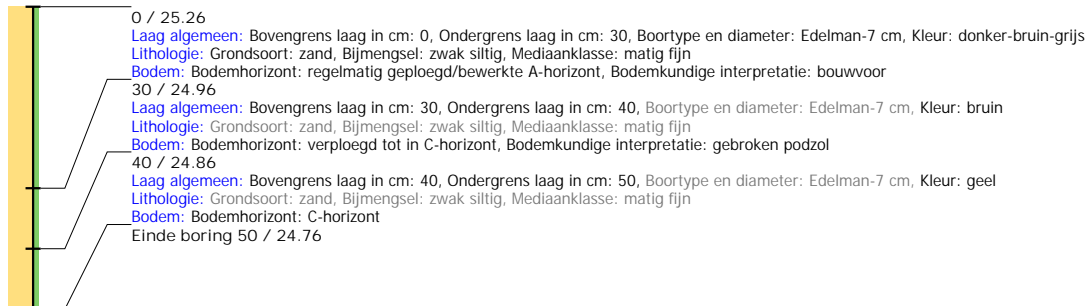 0 / 25.26
Laag algemeen: Bovengrens laag in cm: 0, Ondergrens laag in cm: 30, Boortype en diameter: Edelman-7 cm, Kleur: donker-bruin-grijs
Lithologie: Grondsoort: zand, Bijmengsel: zwak siltig, Mediaanklasse: matig fijn
Bodem: Bodemhorizont: regelmatig geploegd/bewerkte A-horizont, Bodemkundige interpretatie: bouwvoor
30 / 24.96
Laag algemeen: Bovengrens laag in cm: 30, Ondergrens laag in cm: 40, Boortype en diameter: Edelman-7 cm, Kleur: bruin
Lithologie: Grondsoort: zand, Bijmengsel: zwak siltig, Mediaanklasse: matig fijn
Bodem: Bodemhorizont: verploegd tot in C-horizont, Bodemkundige interpretatie: gebroken podzol
40 / 24.86
Laag algemeen: Bovengrens laag in cm: 40, Ondergrens laag in cm: 50, Boortype en diameter: Edelman-7 cm, Kleur: geel
Lithologie: Grondsoort: zand, Bijmengsel: zwak siltig, Mediaanklasse: matig fijn
Bodem: Bodemhorizont: C-horizont
Einde boring 50 / 24.76